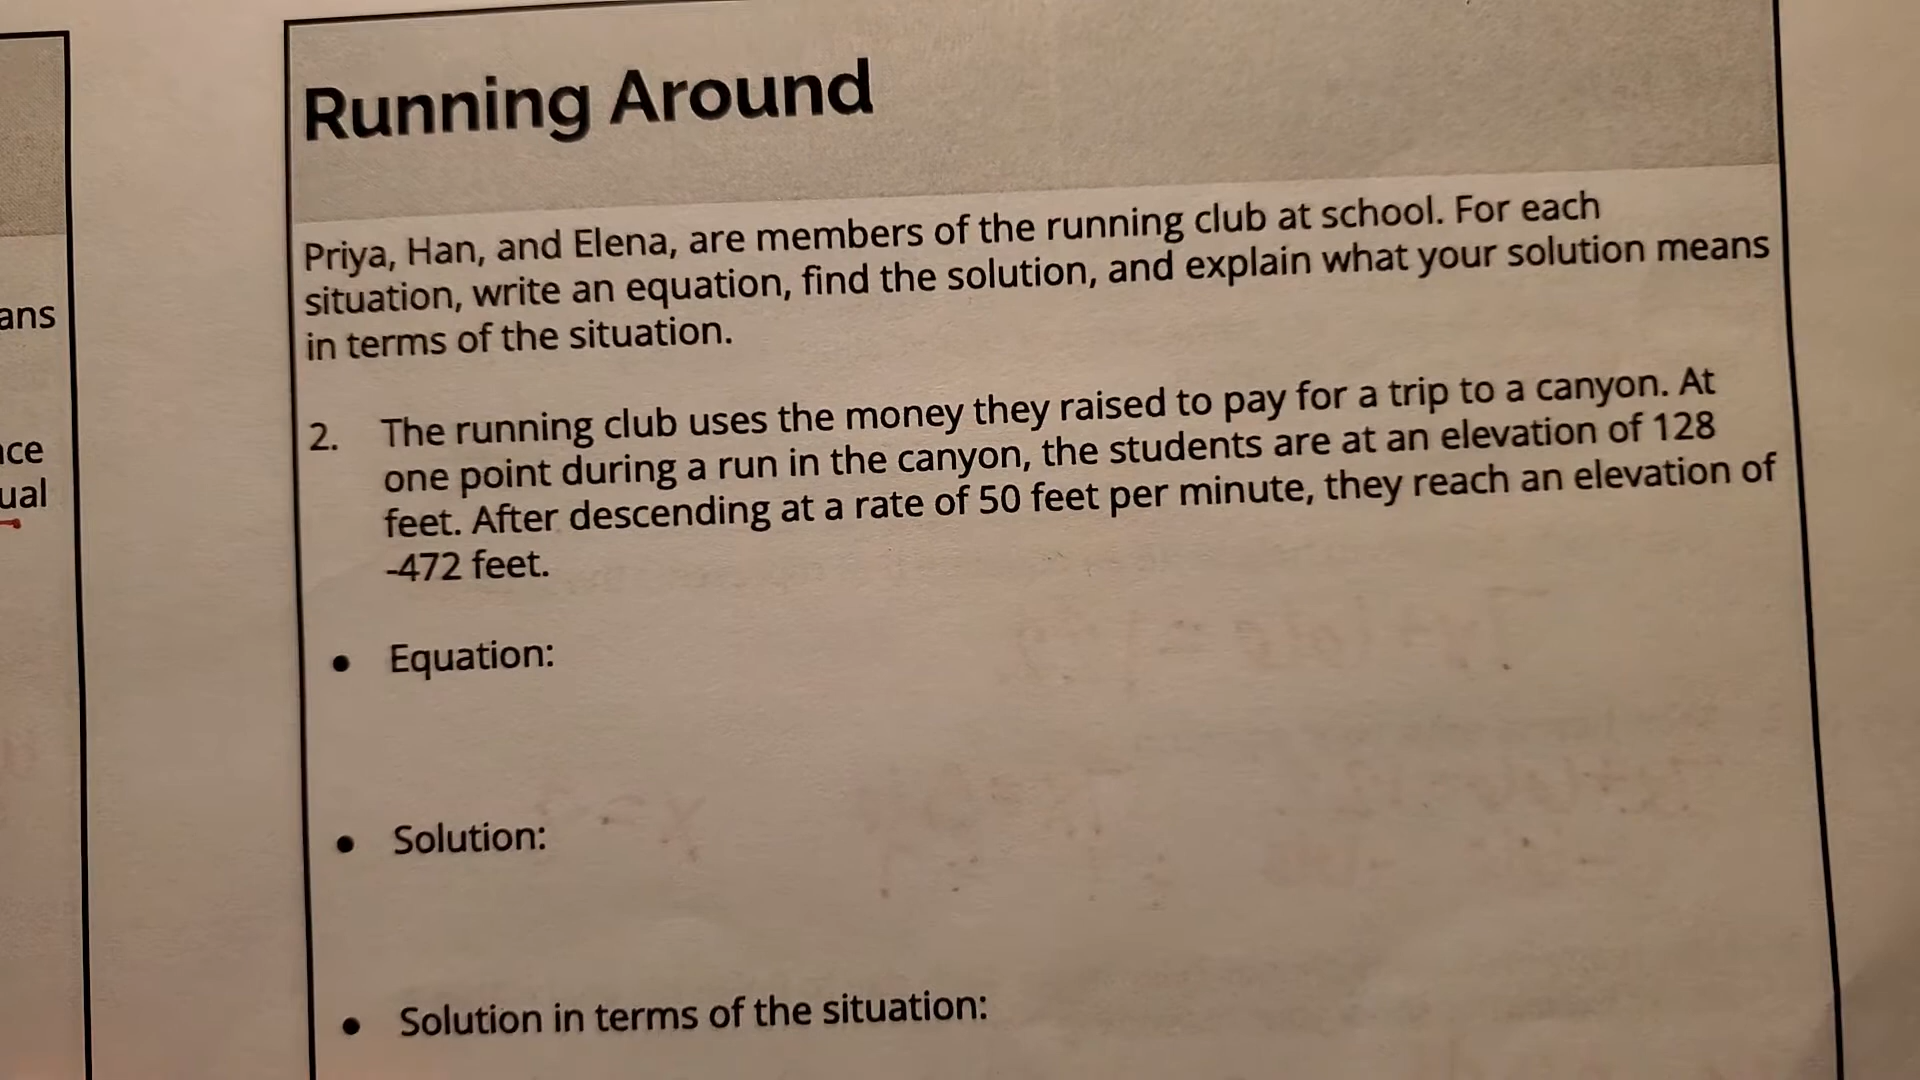 Running Around
Priya, Han, and Elena, are members of the running club at school. For each
situation, write an equation, find the solution, and explain what your solution means
in terms of the situation.
2. The running club uses the money they raised to pay for a trip to a canyon. At
one point during a run in the canyon, the students are at an elevation of 128
feet. After descending at a rate of 50 feet per minute, they reach an elevation of
-472 feet.
• Equation:
• Solution:
• Solution in terms of the situation:
ans
ual